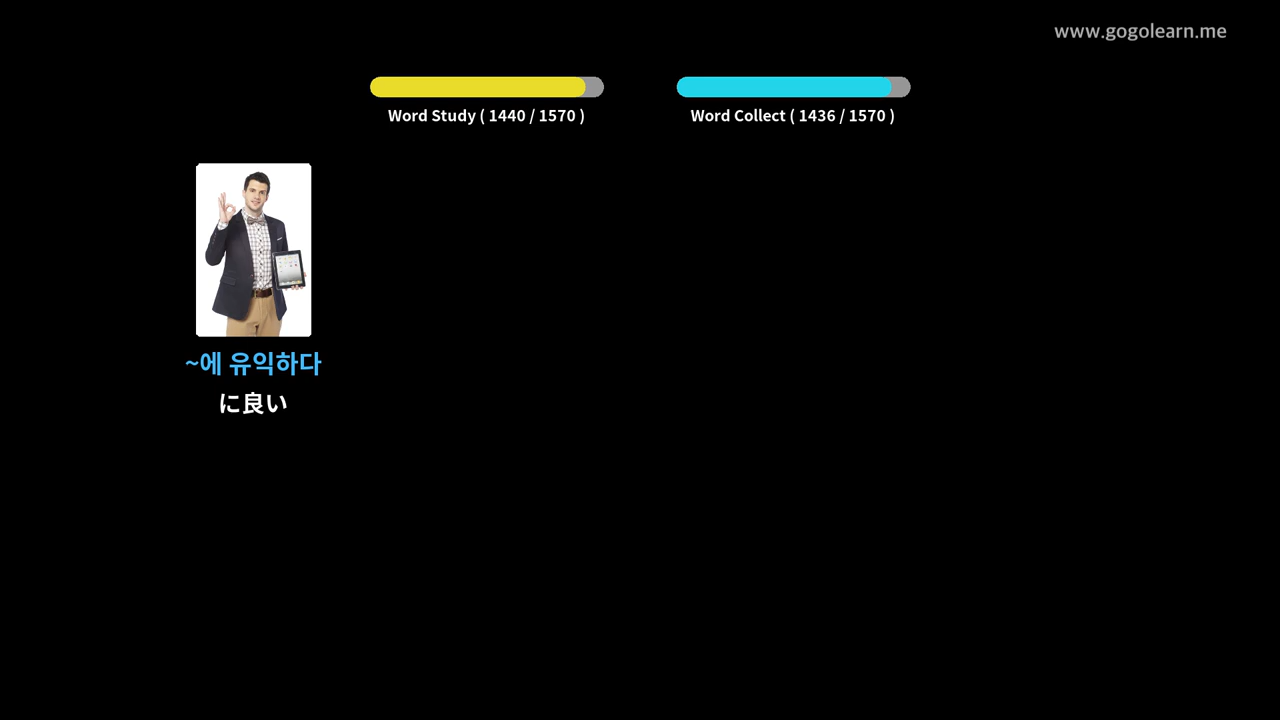 www.gogolearn.me
Word Study ( 1440 / 1570 )
Word Collect ( 1436 / 1570 )
~에 유익하다
に良い